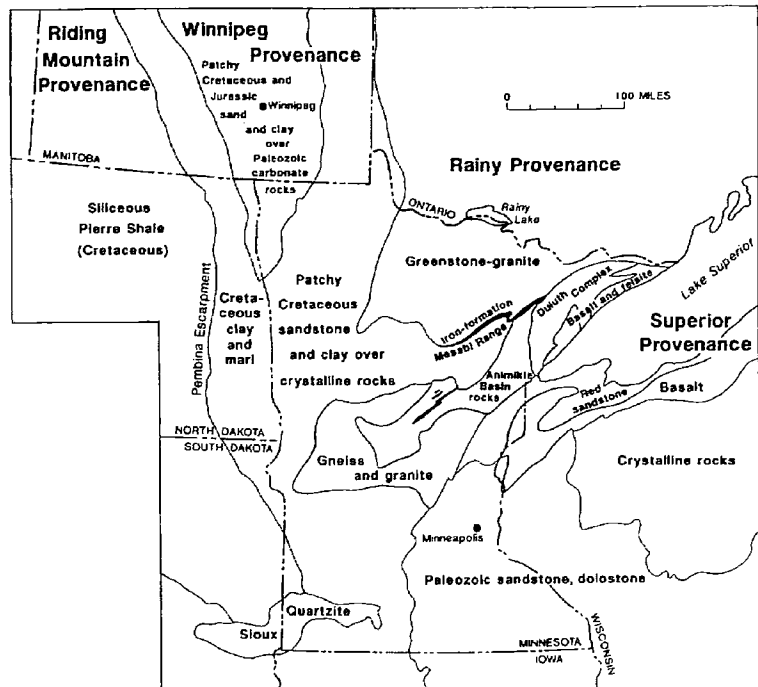 Riding
Mountain
Provenance
Winnipeg
Provenance
Patchy
Cretaceous and
Jurassic
sand
Winnipeg
and clay
over
Paleozoic
carbonate
rocks
0 100 MILES
MANITOBA
Rainy Provenance
ONTARIO
Rainy
Lake
Siliceous
Pierre Shale
(Cretaceous)
Greenstone-granite
Pembina Escarpment
Creta-
ceous
clay
and
marl
Patchy
Cretaceous
sandstone
and clay over
crystalline rocks
Iron-formation
Mesabi Range
Duluth Complex
Basalt and felsite
Lake Superior
Superior
Provenance
Animikie
Basin
rocks
Red
sandstone
Basalt
NORTH DAKOTA
SOUTH DAKOTA
Gneiss
and granite
Crystalline rocks
Minneapolis
Paleozoic sandstone, dolostone
Quartzite
Sioux
MINNESOTA
IOWA
WISCONSIN